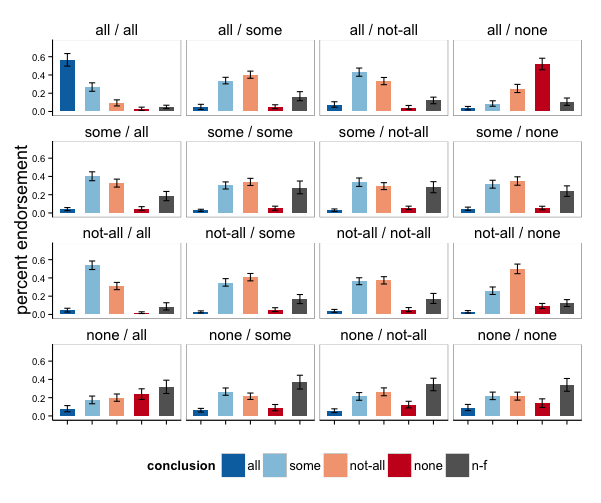 all / all
all / some
all / not-all
all / none
0.6
0.4
0.2
0.0
some / all
some / some
some / not-all
some / none
0.6
0.4
0.2
0.0
percent endorsement
not-all / all
not-all / some
not-all / not-all
not-all / none
0.6
0.4
0.2
0.0
none / all
none / some
none / not-all
none / none
0.6
0.4
0.2
0.0
conclusion all some not-all none n-f